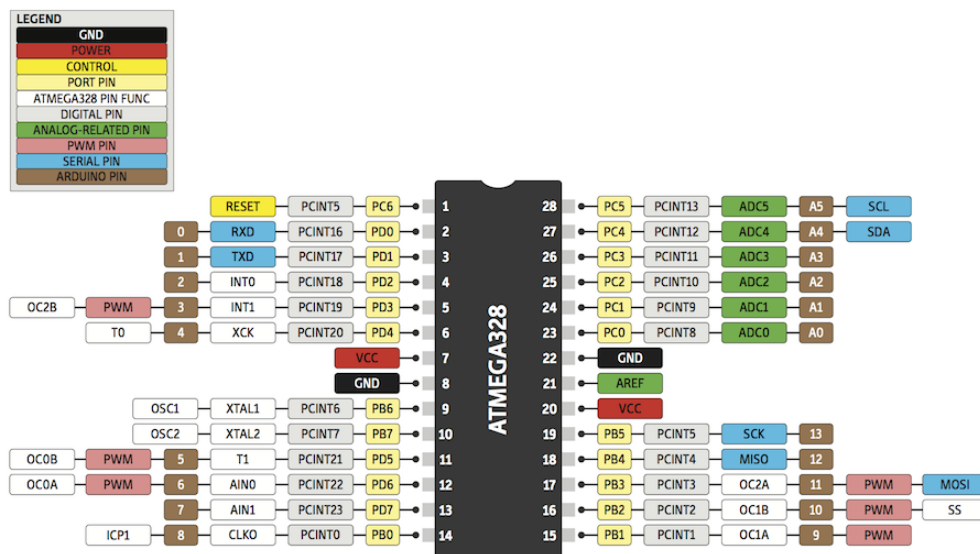 LEGEND
GND
POWER
CONTROL
PORT PIN
ATMEGA328 PIN FUNC
DIGITAL PIN
ANALOG-RELATED PIN
PWM PIN
SERIAL PIN
ARDUINO PIN
RESET PCINT5 PC6 1 28 PC5 PCINT13 ADC5 A5 SCL
0 RXD PCINT16 PD0 2 27 PC4 PCINT12 ADC4 A4 SDA
1 TXD PCINT17 PD1 3 26 PC3 PCINT11 ADC3 A3
2 INT0 PCINT18 PD2 4 25 PC2 PCINT10 ADC2 A2
OC2B PWM 3 INT1 PCINT19 PD3 5 24 PC1 PCINT9 ADC1 A1
T0 4 XCK PCINT20 PD4 6 23 PC0 PCINT8 ADC0 A0
VCC 7 22 GND
GND 8 21 AREF
OSC1 XTAL1 PCINT6 PB6 9 20 VCC
OSC2 XTAL2 PCINT7 PB7 10 19 PB5 PCINT5 SCK 13
OC0B PWM 5 T1 PCINT21 PD5 11 18 PB4 PCINT4 MISO 12
OC0A PWM 6 AIN0 PCINT22 PD6 12 17 PB3 PCINT3 OC2A 11 PWM MOSI
7 AIN1 PCINT23 PD7 13 16 PB2 PCINT2 OC1B 10 PWM SS
ICP1 8 CLK0 PCINT0 PB0 14 15 PB1 PCINT1 OC1A 9 PWM
ATMEGA328